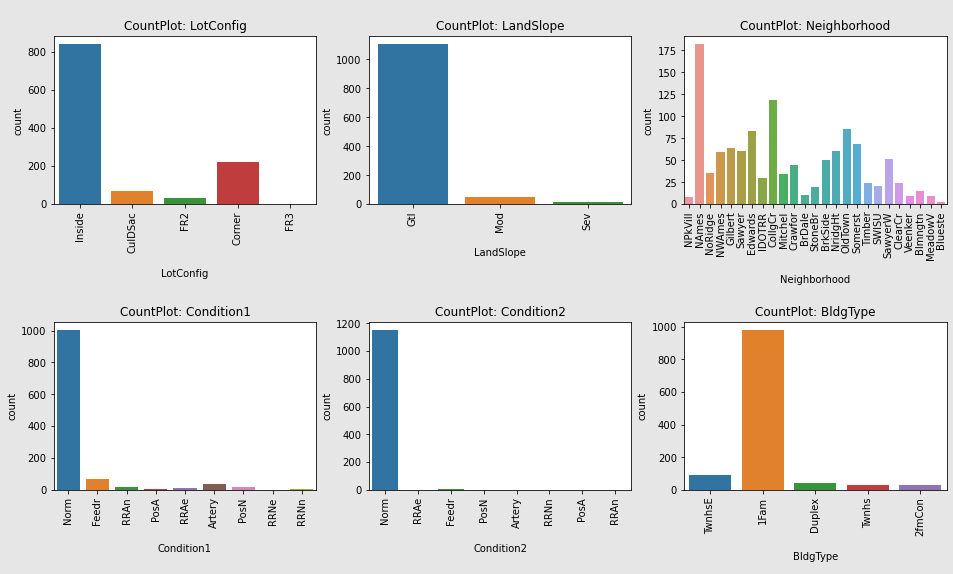 CountPlot: LotConfig
count
800
600
400
200
0
Inside
CulDSac
FR2
Corner
FR3
LotConfig
CountPlot: LandSlope
count
1000
800
600
400
200
0
Gtl
Mod
Sev
LandSlope
CountPlot: Neighborhood
count
175
150
125
100
75
50
25
0
NPkVill
NAmes
NoRidge
NWAmes
Gilbert
Sawyer
Edwards
IDOTRR
CollgCr
Mitchel
Crawfor
BrDale
StoneBr
BrkSide
NridgHt
OldTown
Somerst
Timber
SWISU
SawyerW
ClearCr
Veenker
Blmngtn
MeadowV
Blueste
Neighborhood
CountPlot: Condition1
count
1000
800
600
400
200
0
Norm
Feedr
RRAn
PosA
RRAe
Artery
PosN
RRNe
RRNn
Condition1
CountPlot: Condition2
count
1200
1000
800
600
400
200
0
Norm
RRAe
Feedr
PosN
Artery
RRNn
PosA
RRAn
Condition2
CountPlot: BldgType
count
1000
800
600
400
200
0
TwnhsE
1Fam
Duplex
Twnhs
2fmCon
BldgType